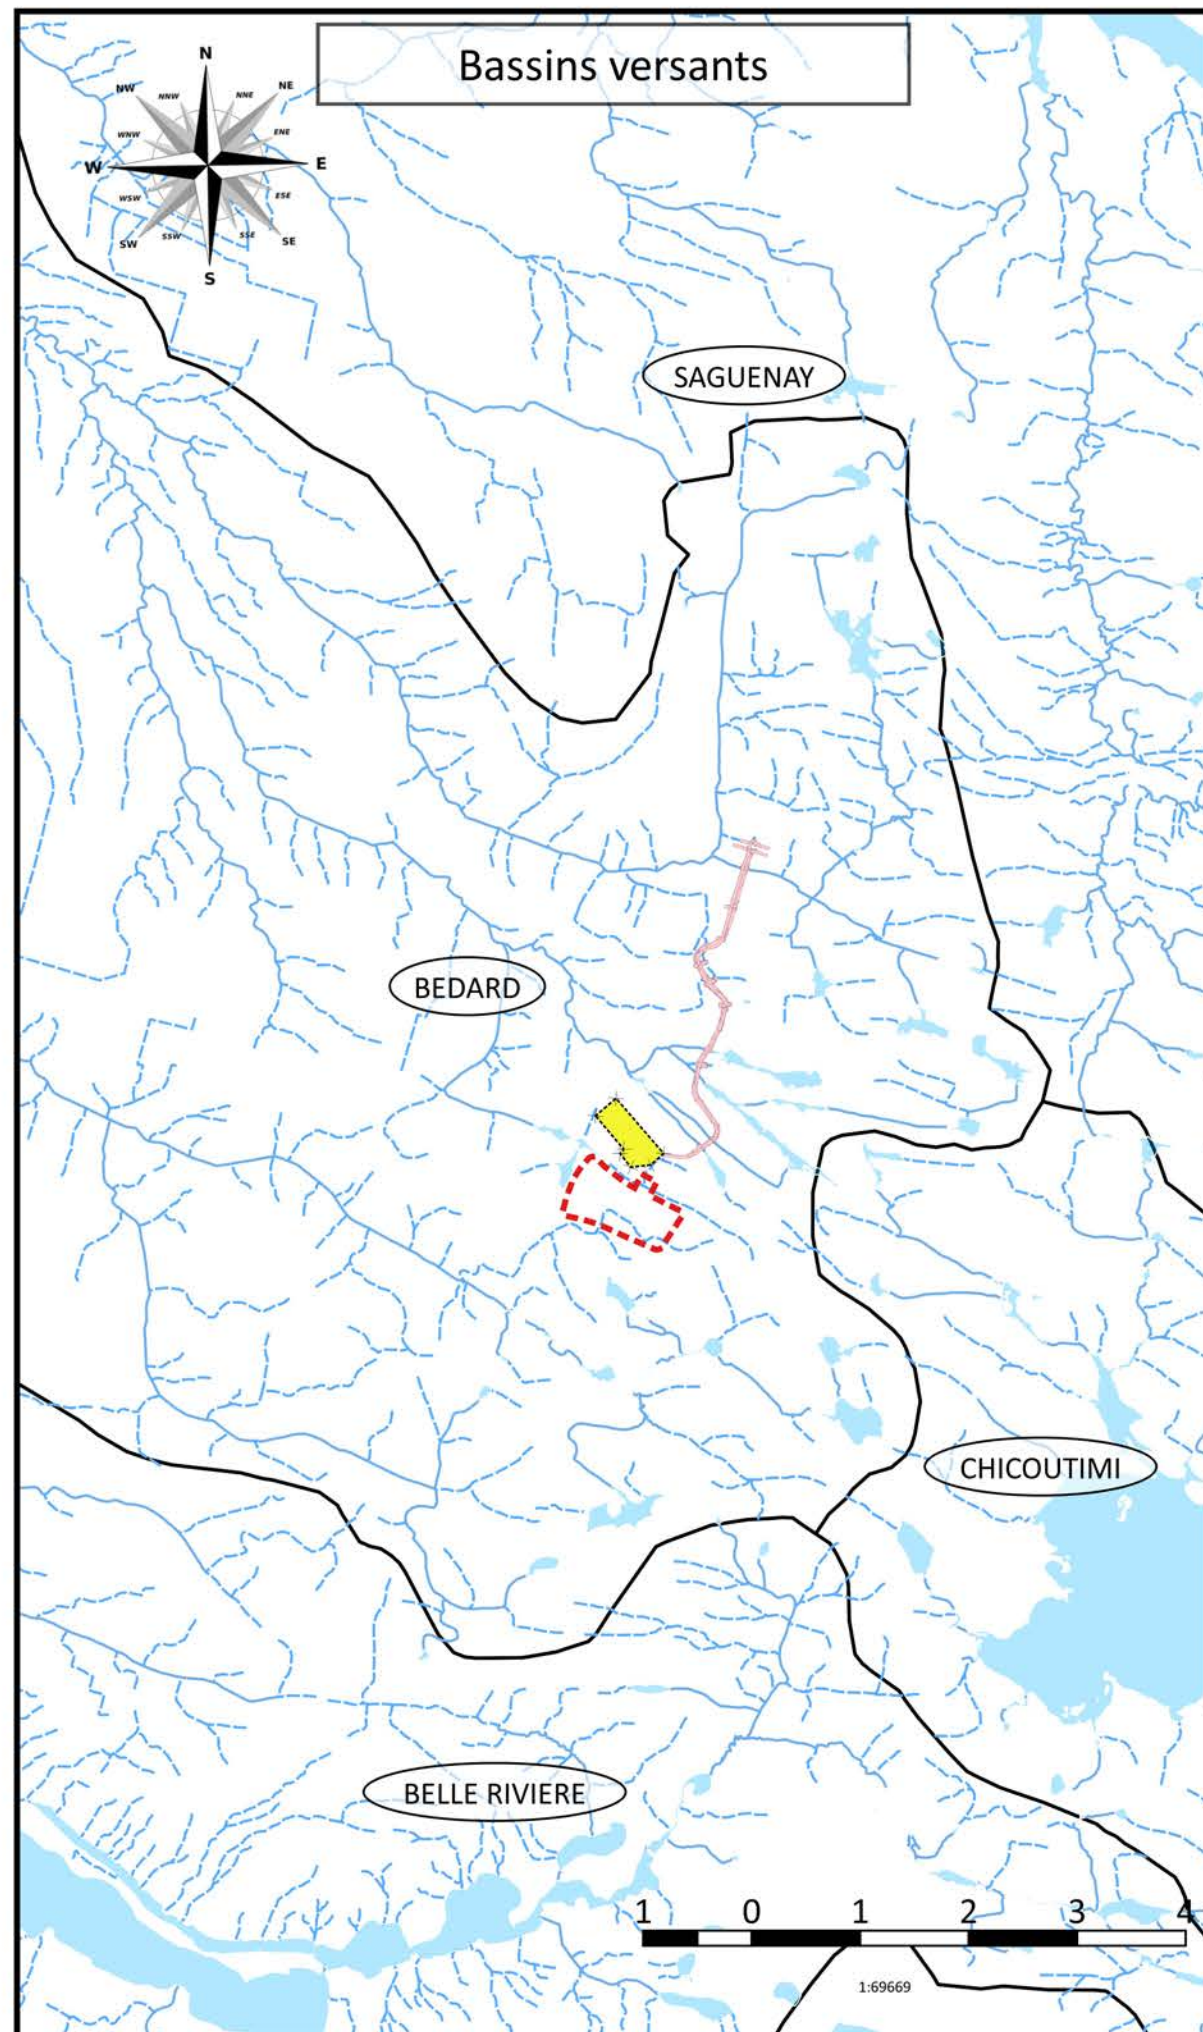 Bassins versants
N
NW
NNW
NNE
NE
WNW
ENE
W
E
WSW
ESE
SW
SSW
SSE
SE
S
SAGUENAY
BEDARD
CHICOUTIMI
BELLE RIVIERE
1 0 1 2 3 4
1:69669